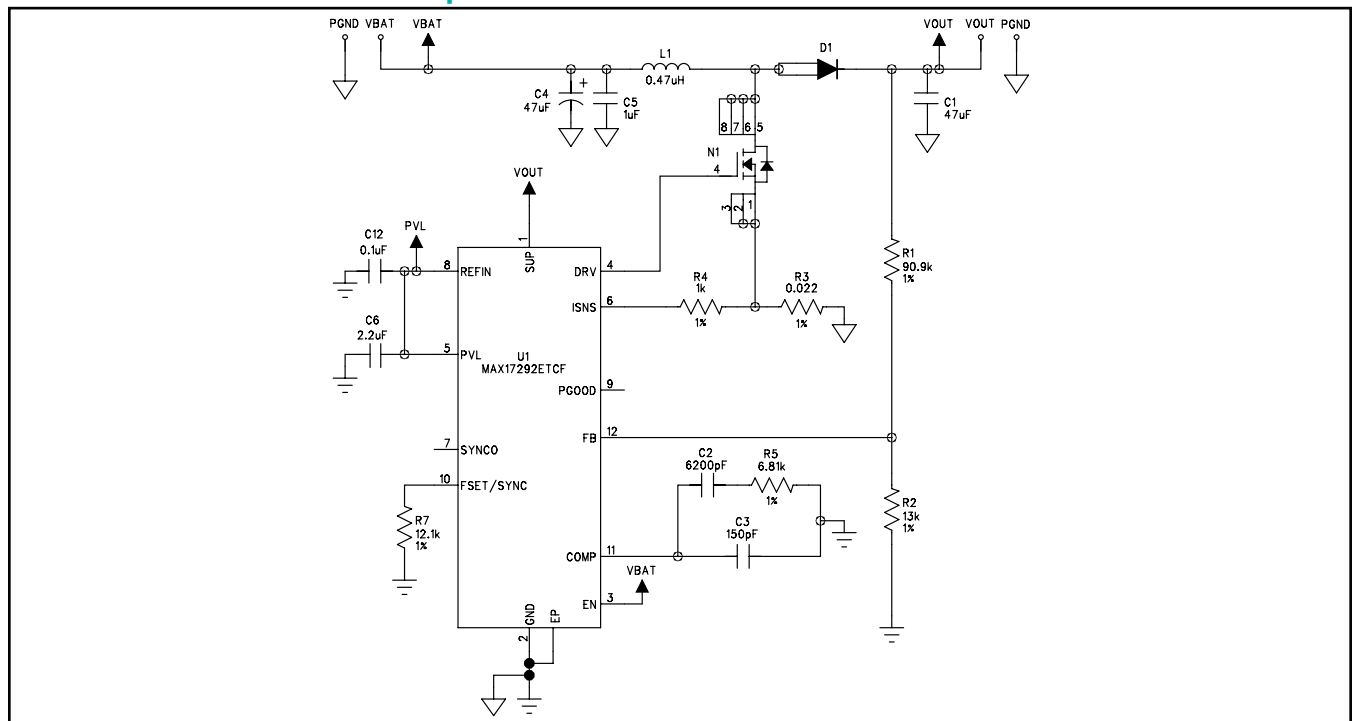 PGND VBAT VBAT
VOUT VOUT PGND
L1
0.47uH
D1
C4
47uF
+
C5
1uF
C1
47uF
8 7 6 5
N1
4
3 2 1
VOUT
PVL
C12
0.1uF
C6
2.2uF
1
SUP
8 REFIN
5 PVL
7 SYNCO
10 FSET/SYNC
U1
MAX17292ETCF
DRV 4
ISNS 6
PGOOD 9
FB 12
COMP 11
EN 3
GND
2
EP
R4
1k
1%
R3
0.022
1%
R1
90.9k
1%
C2
6200pF
R5
6.81k
1%
C3
150pF
R2
13k
1%
R7
12.1k
1%
VBAT